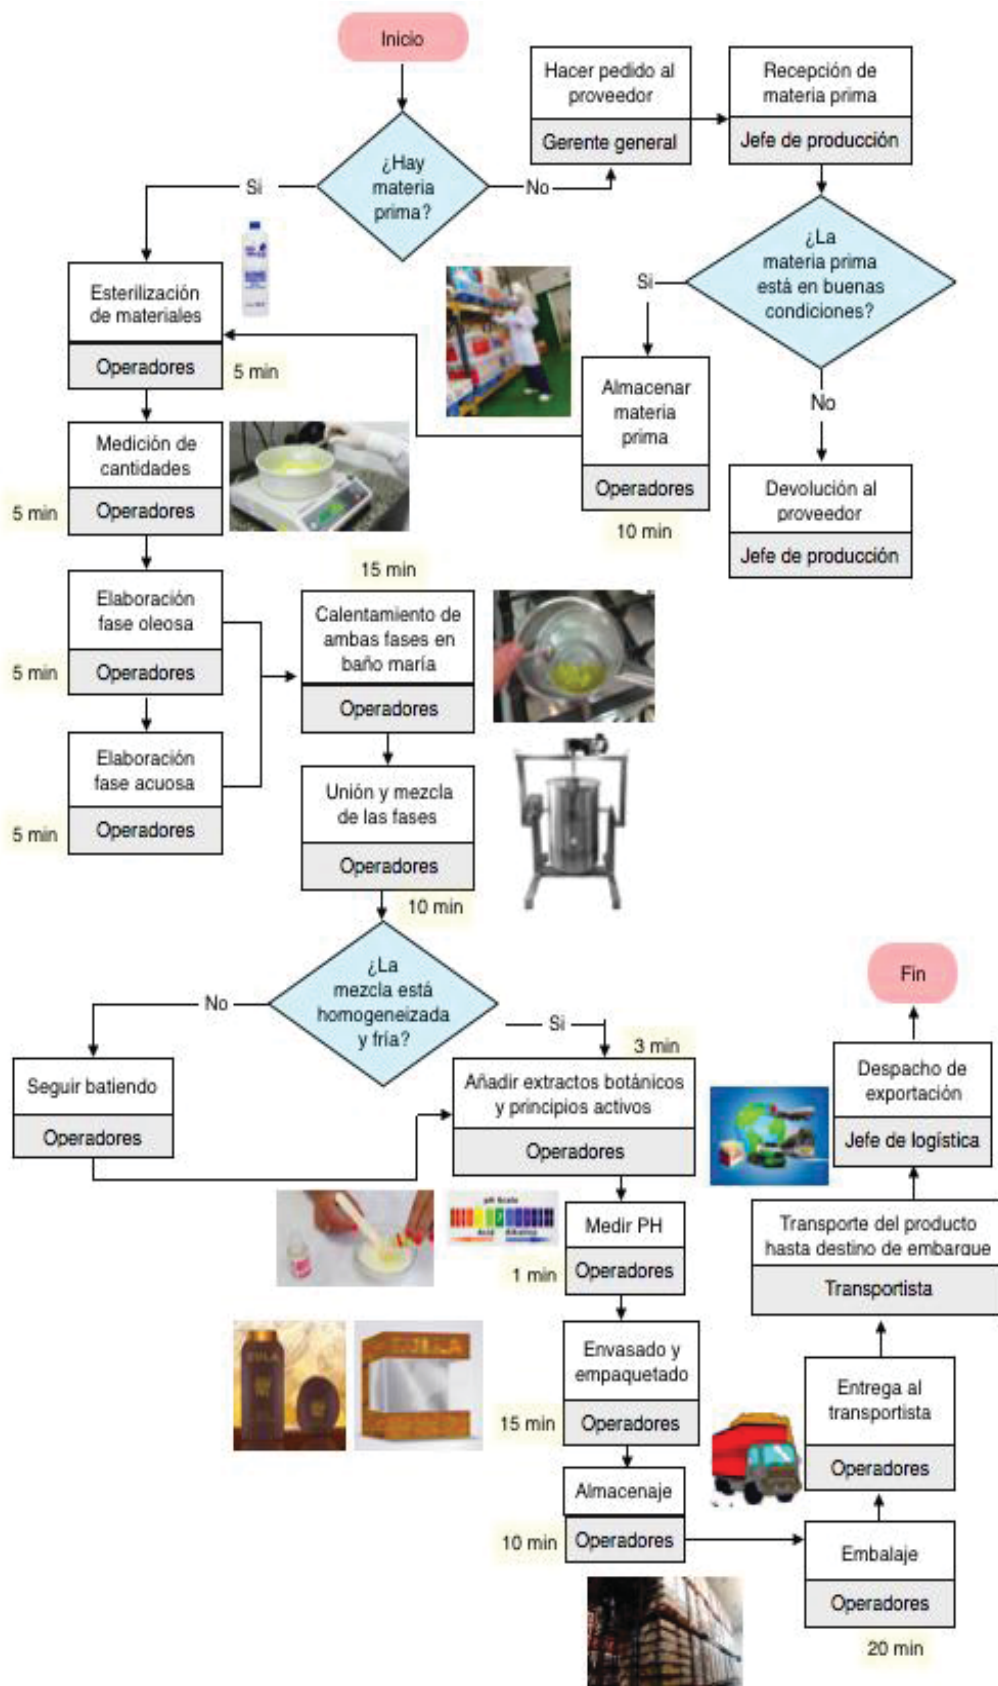 Inicio
¿Hay
materia
prima?
Si
No
Hacer pedido al
proveedor
Gerente general
Recepción de
materia prima
Jefe de producción
¿La
materia prima
está en buenas
condiciones?
Si
No
Almacenar
materia
prima
Operadores
10 min
Devolución al
proveedor
Jefe de producción
Esterilización
de materiales
Operadores
5 min
Medición de
cantidades
Operadores
5 min
Elaboración
fase oleosa
Operadores
5 min
Elaboración
fase acuosa
Operadores
5 min
15 min
Calentamiento de
ambas fases en
baño maría
Operadores
Unión y mezcla
de las fases
Operadores
10 min
¿La
mezcla está
homogeneizada
y fría?
No
Si
Seguir batiendo
Operadores
3 min
Añadir extractos botánicos
y principios activos
Operadores
pH Scale
7
Acid
Alkaline
Medir PH
Operadores
1 min
Envasado y
empaquetado
Operadores
15 min
Almacenaje
Operadores
10 min
Embalaje
Operadores
20 min
Entrega al
transportista
Operadores
Transporte del producto
hasta destino de embarque
Transportista
Despacho de
exportación
Jefe de logística
Fin